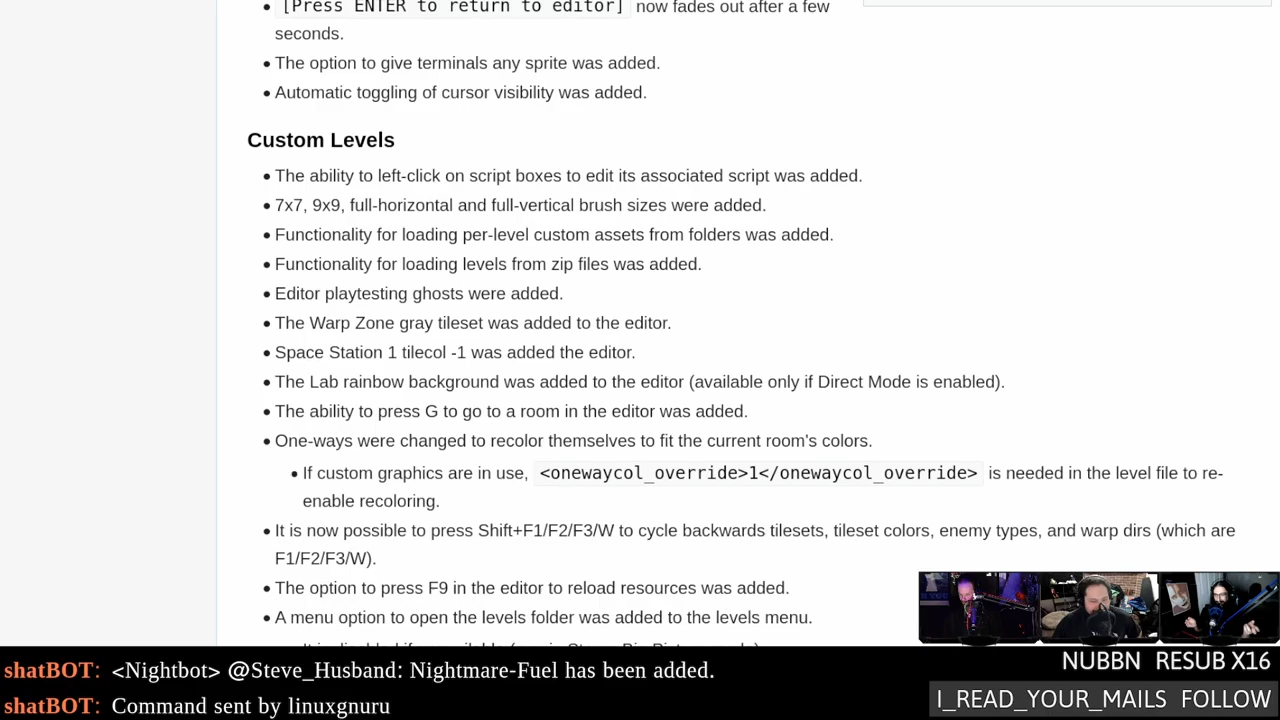 [Press ENTER to return to editor] now fades out after a few
seconds.
The option to give terminals any sprite was added.
Automatic toggling of cursor visibility was added.
Custom Levels
The ability to left-click on script boxes to edit its associated script was added.
7x7, 9x9, full-horizontal and full-vertical brush sizes were added.
Functionality for loading per-level custom assets from folders was added.
Functionality for loading levels from zip files was added.
Editor playtesting ghosts were added.
The Warp Zone gray tileset was added to the editor.
Space Station 1 tilecol -1 was added the editor.
The Lab rainbow background was added to the editor (available only if Direct Mode is enabled).
The ability to press G to go to a room in the editor was added.
One-ways were changed to recolor themselves to fit the current room's colors.
If custom graphics are in use, <onewaycol_override>1</onewaycol_override> is needed in the level file to re-
enable recoloring.
It is now possible to press Shift+F1/F2/F3/W to cycle backwards tilesets, tileset colors, enemy types, and warp dirs (which are
F1/F2/F3/W).
The option to press F9 in the editor to reload resources was added.
A menu option to open the levels folder was added to the levels menu.
shatBOT: <Nightbot> @Steve_Husband: Nightmare-Fuel has been added.
NUBBN RESUB X16
shatBOT: Command sent by linuxgnuru
I_READ_YOUR_MAILS FOLLOW